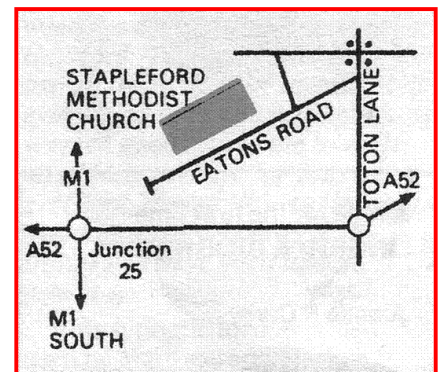 STAPLEFORD
METHODIST
CHURCH
EATONS ROAD
TOTON LANE
M1
A52
A52
Junction
25
M1
SOUTH